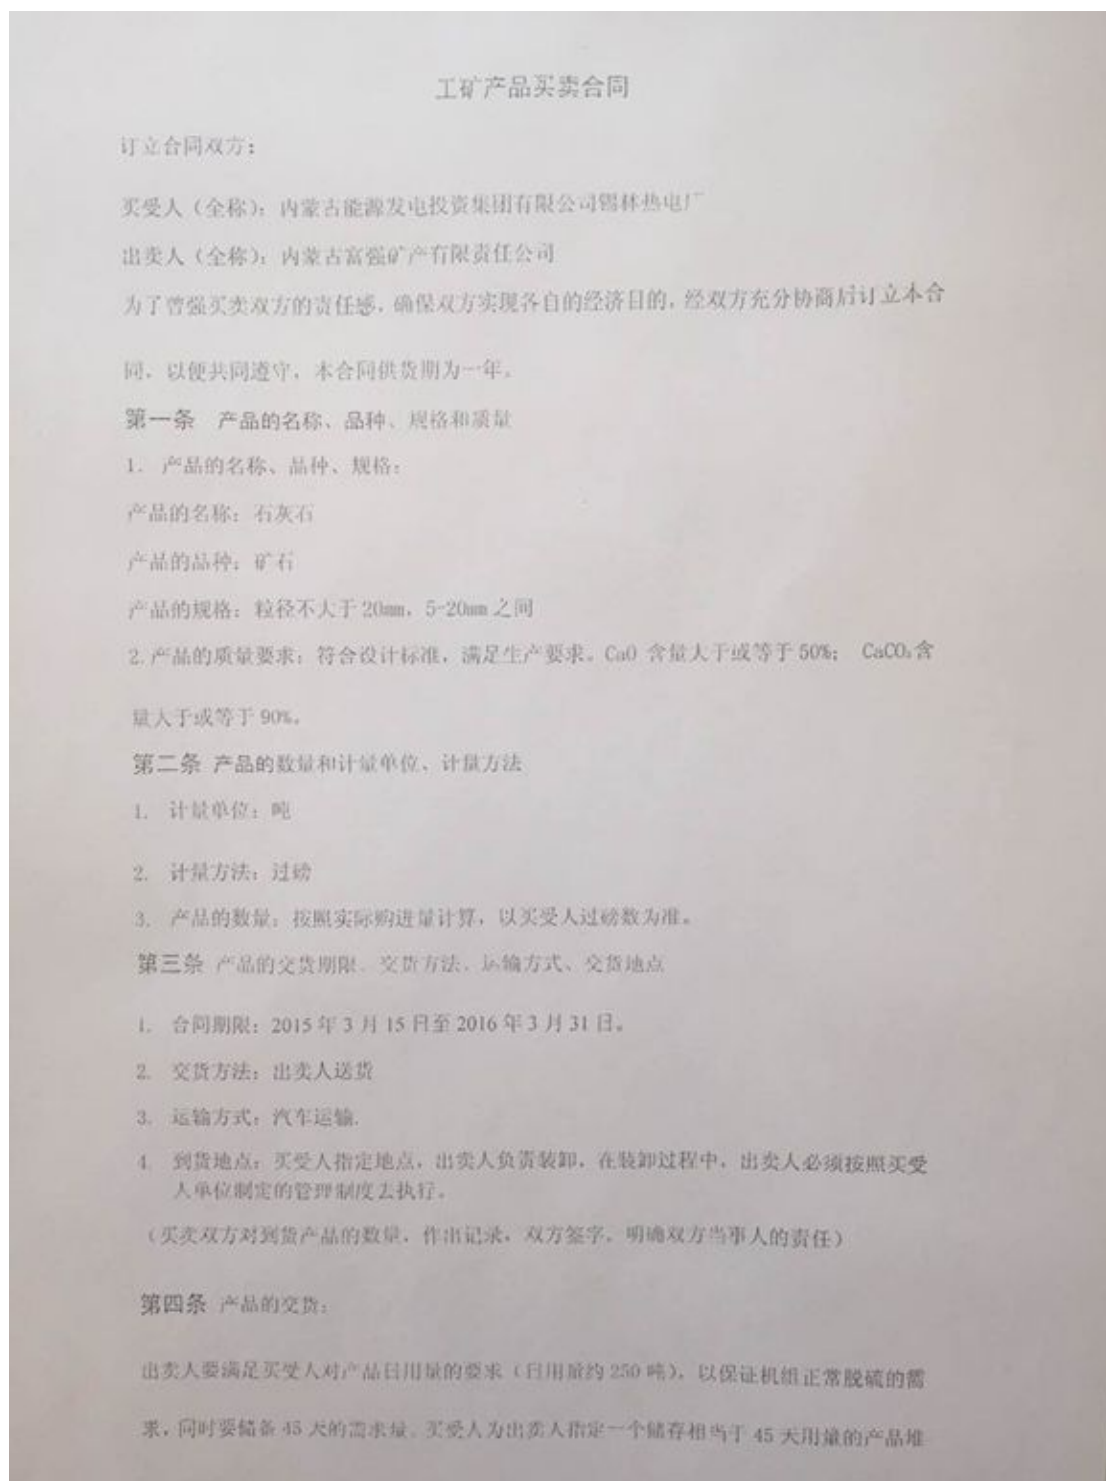 工矿产品买卖合同
订立合同双方：
买受人（全称）：内蒙古能源发电投资集团有限公司锡林热电厂
出卖人（全称）：内蒙古富强矿产有限责任公司
为了曾强买卖双方的责任感，确保双方实现各自的经济目的，经双方充分协商后订立本合
同，以便共同遵守，本合同供货期为一年。
第一条 产品的名称、品种、规格和质量
1. 产品的名称、品种、规格：
产品的名称：石灰石
产品的品种：矿石
产品的规格：粒径不大于20mm，5-20mm之间
2.产品的质量要求：符合设计标准，满足生产要求。CaO 含量大于或等于50%； CaCO₃含
量大于或等于90%。
第二条 产品的数量和计量单位、计量方法
1. 计量单位：吨
2. 计量方法：过磅
3. 产品的数量：按照实际购进量计算，以买受人过磅数为准。
第三条 产品的交货期限、交货方法、运输方式、交货地点
1. 合同期限：2015年3月15日至2016年3月31日。
2. 交货方法：出卖人送货
3. 运输方式：汽车运输.
4. 到货地点：买受人指定地点，出卖人负责装卸，在装卸过程中，出卖人必须按照买受
人单位制定的管理制度去执行。
（买卖双方对到货产品的数量，作出记录，双方签字，明确双方当事人的责任）
第四条 产品的交货：
出卖人要满足买受人对产品日用量的要求（日用量约250吨），以保证机组正常脱硫的需
求，同时要储备45天的需求量。买受人为出卖人指定一个储存相当于45天用量的产品堆